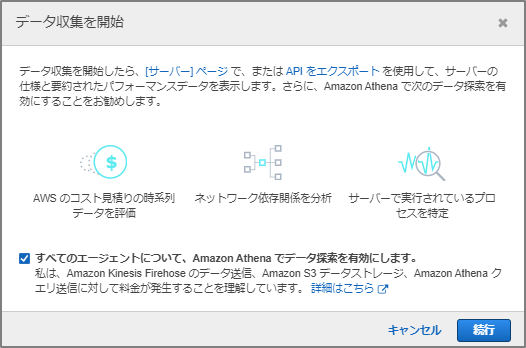 データ収集を開始
データ収集を開始したら、[サーバー] ページ で、または API をエクスポート を使用して、サーバーの
仕様と要約されたパフォーマンスデータを表示します。さらに、Amazon Athena で次のデータ探索を有
効にすることをお勧めします。
AWS のコスト見積りの時系列
データを評価
ネットワーク依存関係を分析
サーバーで実行されているプロ
セスを特定
すべてのエージェントについて、Amazon Athena でデータ探索を有効にします。
私は、Amazon Kinesis Firehose のデータ送信、Amazon S3 データストレージ、Amazon Athena ク
エリ送信に対して料金が発生することを理解しています。 詳細はこちら
キャンセル
続行